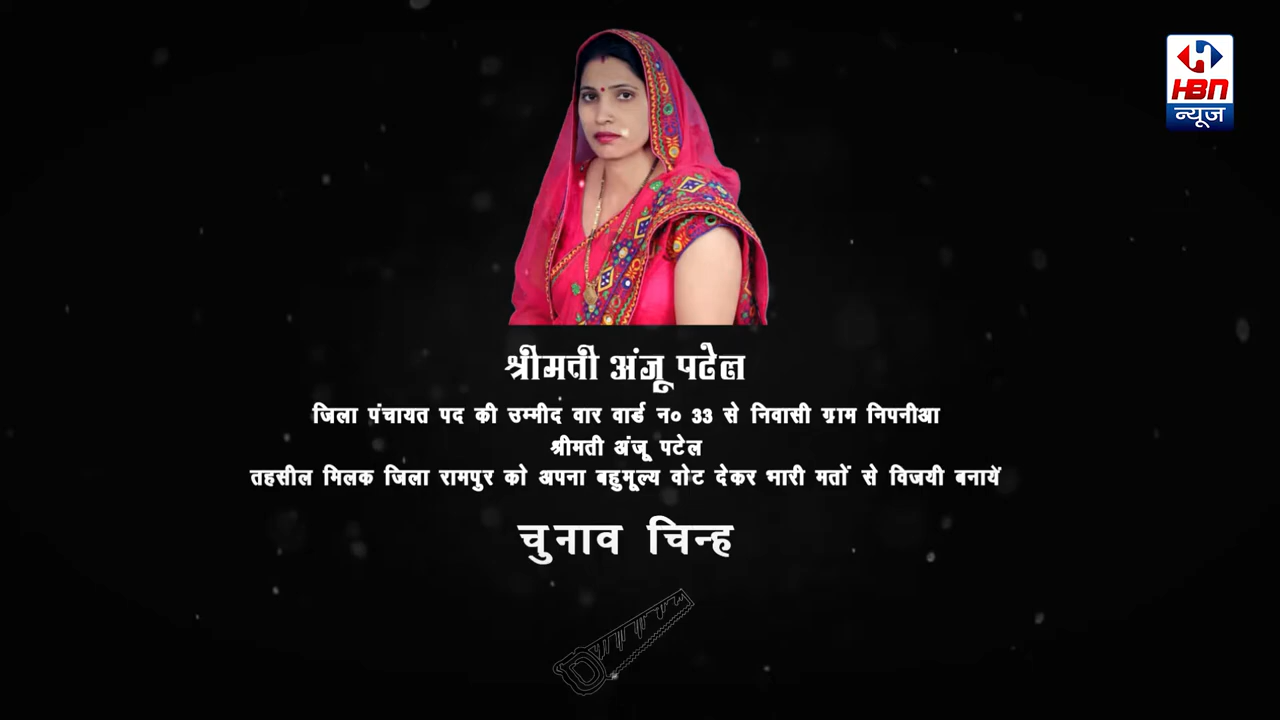 HBN
न्यूज
श्रीमती अंजू पटेल
जिला पंचायत पद की उम्मीद वार वार्ड न० 33 से निवासी ग्राम निपनीआ
श्रीमती अंजू पटेल
तहसील मिलक जिला रामपुर को अपना बहुमूल्य वोट देकर भारी मतों से विजयी बनायें
चुनाव चिन्ह